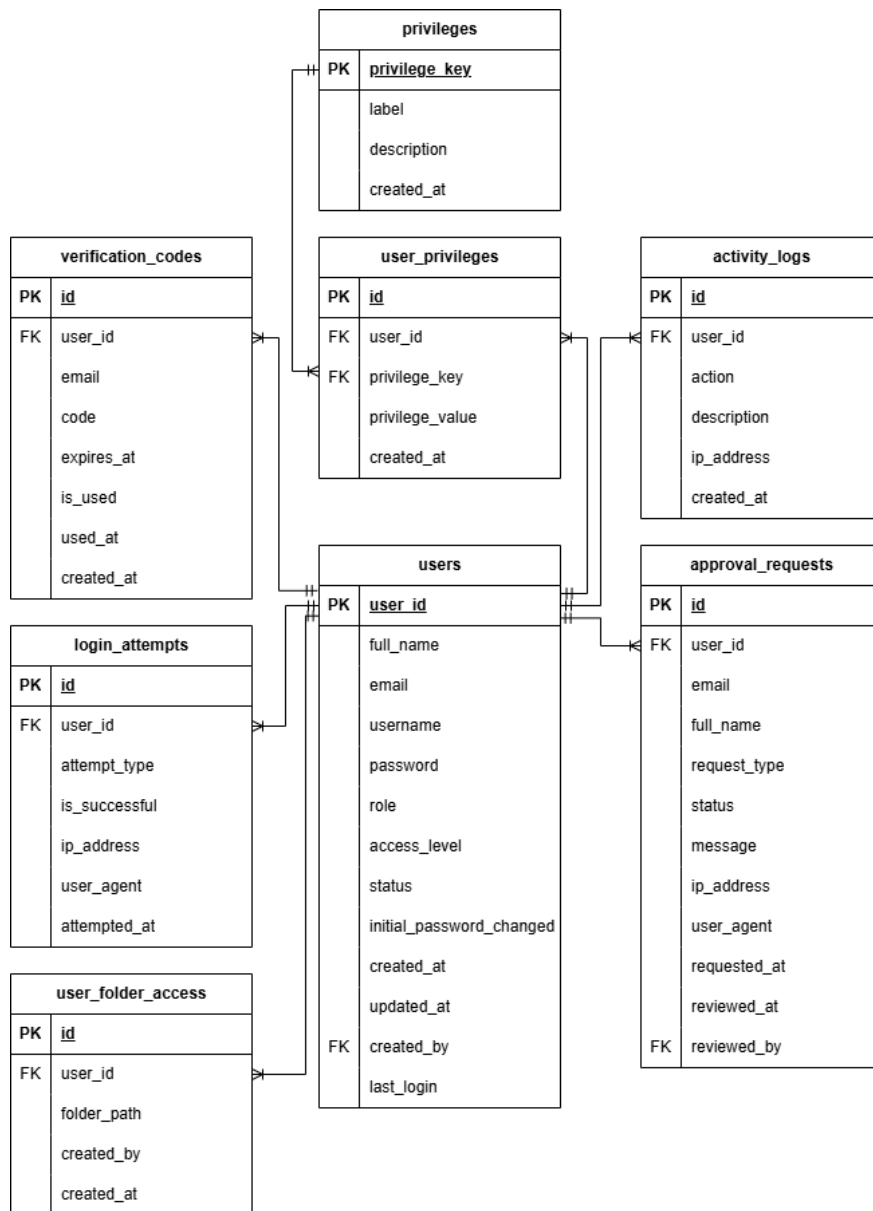 privileges
PK privilege_key
label
description
created_at
verification_codes
PK id
FK user_id
email
code
expires_at
is_used
used_at
created_at
user_privileges
PK id
FK user_id
FK privilege_key
privilege_value
created_at
activity_logs
PK id
FK user_id
action
description
ip_address
created_at
login_attempts
PK id
FK user_id
attempt_type
is_successful
ip_address
user_agent
attempted_at
users
PK user_id
full_name
email
username
password
role
access_level
status
initial_password_changed
created_at
updated_at
FK created_by
last_login
approval_requests
PK id
FK user_id
email
full_name
request_type
status
message
ip_address
user_agent
requested_at
reviewed_at
FK reviewed_by
user_folder_access
PK id
FK user_id
folder_path
created_by
created_at